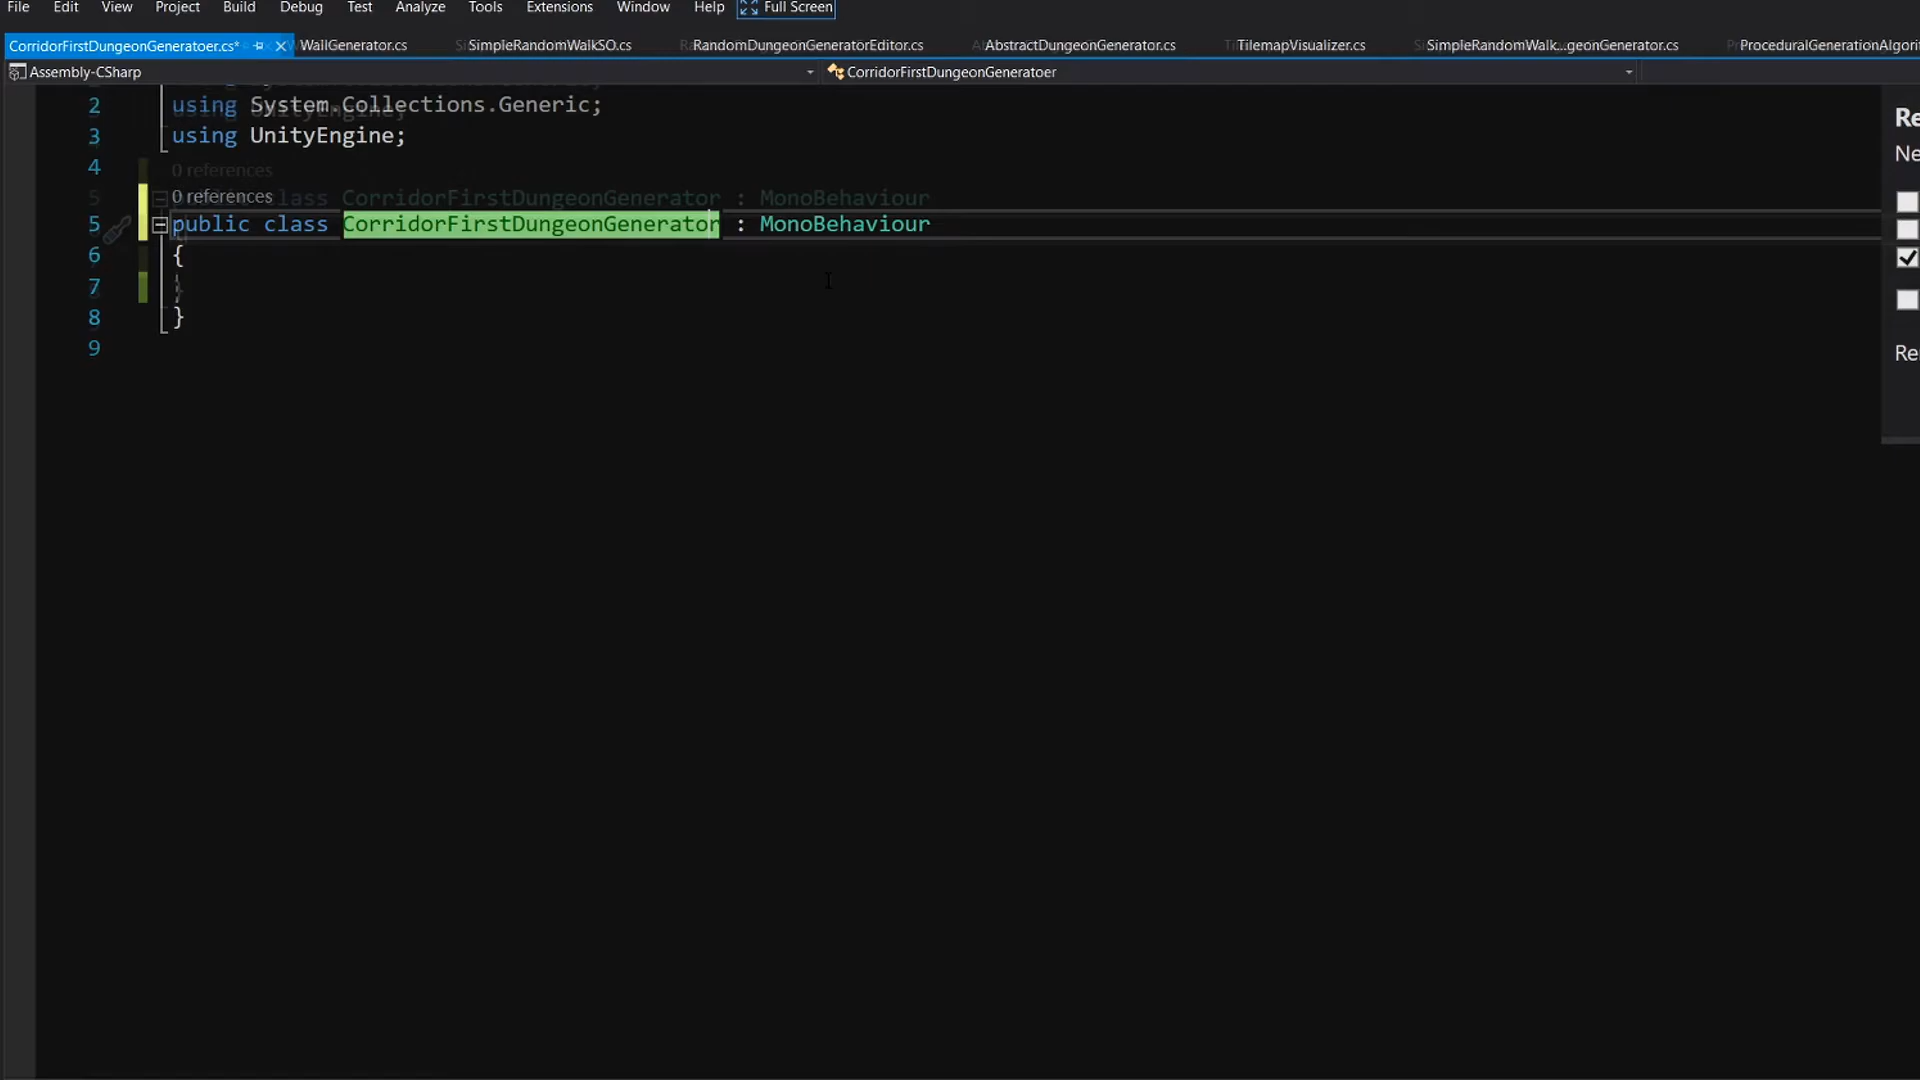 File Edit View Project Build Debug Test Analyze Tools Extensions Window Help Full Screen
CorridorFirstDungeonGeneratoer.cs* WallGenerator.cs SimpleRandomWalkSO.cs RandomDungeonGeneratorEditor.cs AbstractDungeonGenerator.cs TilemapVisualizer.cs SimpleRandomWalk...geonGenerator.cs ProceduralGenerationAlgori
Assembly-CSharp CorridorFirstDungeonGeneratoer
2 using System.Collections.Generic;
3 using UnityEngine;
4
0 references
5 public class CorridorFirstDungeonGenerator : MonoBehaviour
6 {
7
8 }
9
Re
Ne
Re